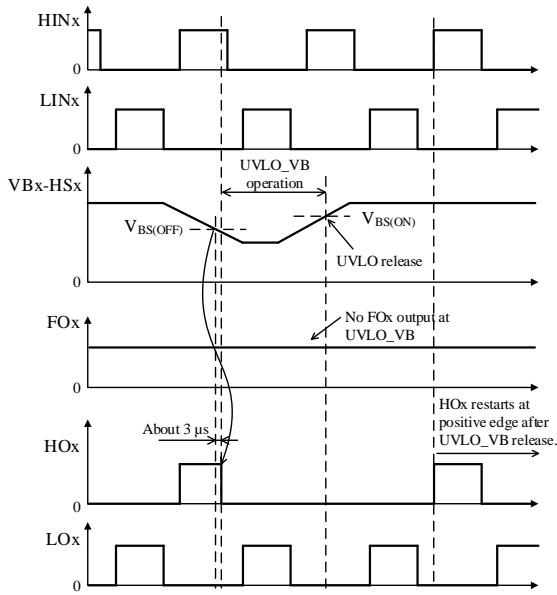 HINx
0
LINx
0
UVLO_VB
operation
VBx-HSx
VBS(OFF)
VBS(ON)
UVLO release
0
FOx
No FOx output at
UVLO_VB
0
HOx
About 3 µs
HOx restarts at
positive edge after
UVLO_VB release.
0
LOx
0